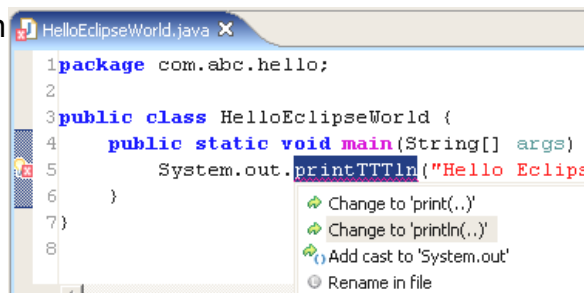 n
HelloEclipseWorld.java
1 package com.abc.hello;
2
3 public class HelloEclipseWorld {
4 public static void main(String[] args)
5 System.out.printTTTln("Hello Eclips
6 }
7 }
8
Change to 'print(..)'
Change to 'println(..)'
Add cast to 'System.out'
Rename in file